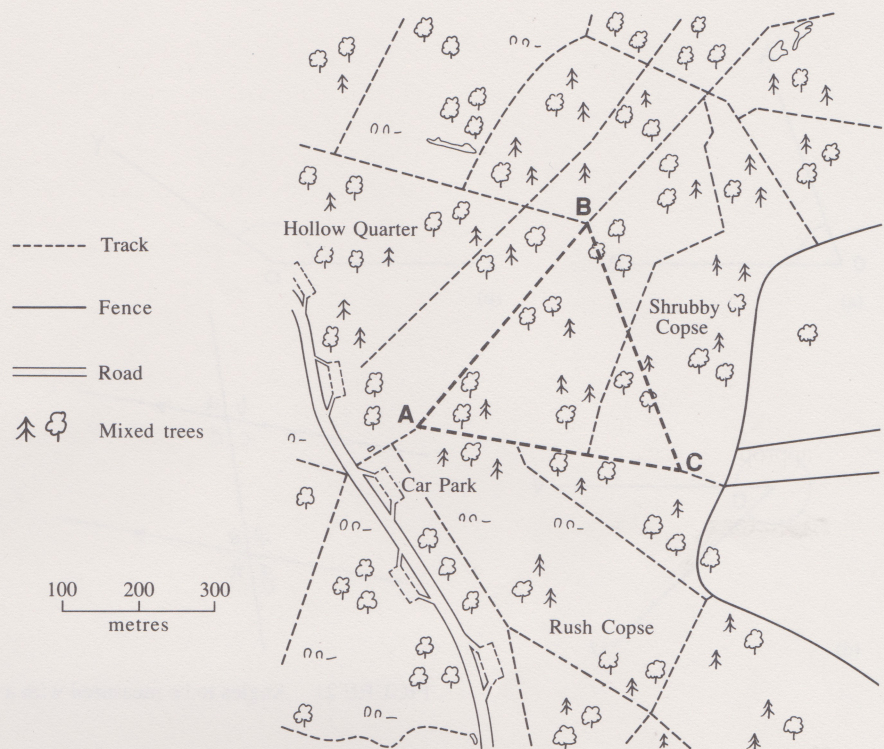 B
Hollow Quarter
Track
Shrubby
Copse
Fence
Road
A
Mixed trees
C
Car Park
100 200 300
metres
Rush Copse